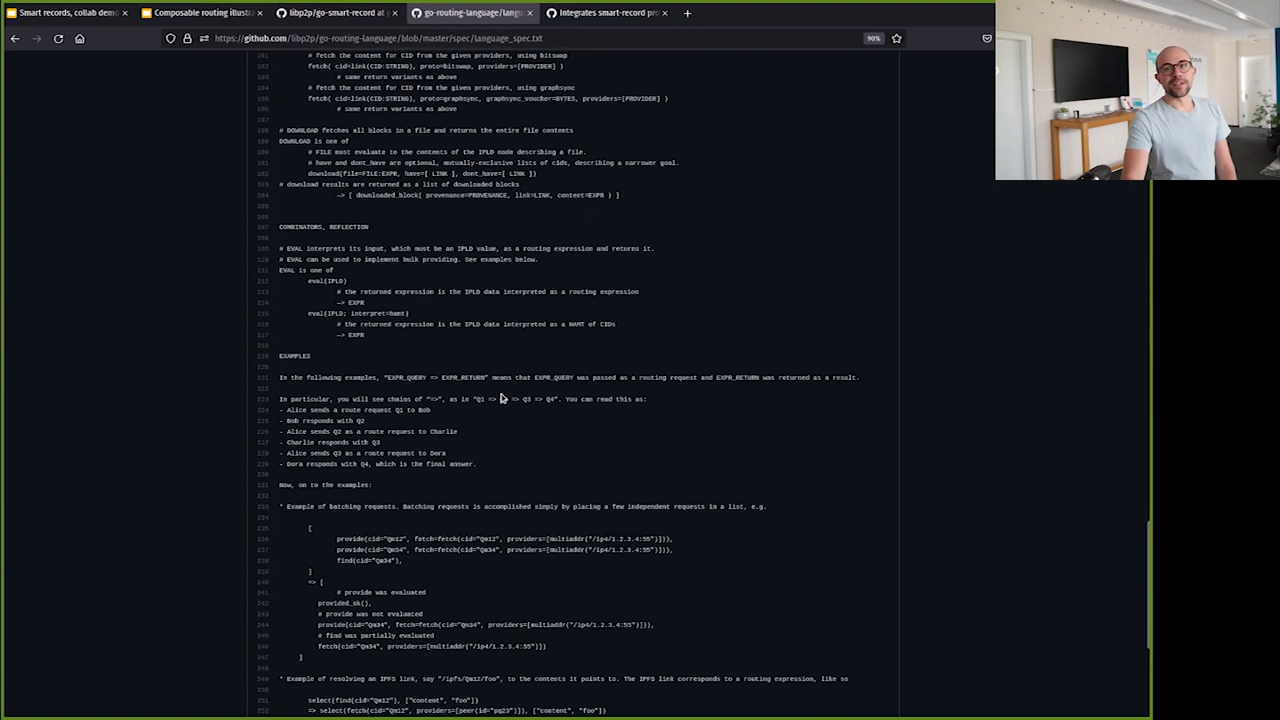 Smart records, collab demo
Composable routing illustra
libp2p/go-smart-record at
go-routing-language/lang
Integrates smart-record pro
https://github.com/libp2p/go-routing-language/blob/master/spec/language_spec.txt
90%
# fetch the content for CID from the given providers, using bitswap
fetch( cid=link(CID:STRING), proto=bitswap, providers=[PROVIDER] )
# same return variants as above
# fetch the content for CID from the given providers, using graphsync
fetch( cid=link(CID:STRING), proto=graphsync, graphsync_voucher=BYTES, providers=[PROVIDER] )
# same return variants as above
# DOWNLOAD fetches all blocks in a file and returns the entire file contents
DOWNLOAD is one of
# FILE must evaluate to the contents of the IPLD node describing a file.
# have and dont_have are optional, mutually-exclusive lists of cids, describing a narrower goal.
download(file=FILE:EXPR, have=[ LINK ], dont_have=[ LINK ])
# download results are returned as a list of downloaded blocks
—> [ downloaded_block( provenance=PROVENANCE, link=LINK, content=EXPR ) ]
COMBINATORS, REFLECTION
# EVAL interprets its input, which must be an IPLD value, as a routing expression and returns it.
# EVAL can be used to implement bulk providing. See examples below.
EVAL is one of
eval(IPLD)
# the returned expression is the IPLD data interpreted as a routing expression
—> EXPR
eval(IPLD; interpret=hamt)
# the returned expression is the IPLD data interpreted as a HAMT of CIDs
—> EXPR
EXAMPLES
In the following examples, “EXPR_QUERY => EXPR_RETURN” means that EXPR_QUERY was passed as a routing request and EXPR_RETURN was returned as a result.
In particular, you will see chains of “=>”, as in “Q1 => => Q3 => Q4”. You can read this as:
- Alice sends a route request Q1 to Bob
- Bob responds with Q2
- Alice sends Q2 as a route request to Charlie
- Charlie responds with Q3
- Alice sends Q3 as a route request to Dora
- Dora responds with Q4, which is the final answer.
Now, on to the examples:
* Example of batching requests. Batching requests is accomplished simply by placing a few independent requests in a list, e.g.
[
provide(cid="Qm12", fetch=fetch(cid="Qm12", providers=[multiaddr("/ip4/1.2.3.4:55")])),
provide(cid="Qm34", fetch=fetch(cid="Qm34", providers=[multiaddr("/ip4/1.2.3.4:55")])),
find(cid="Qm34"),
]
=> [
# provide was evaluated
provided_ok(),
# provide was not evaluated
provide(cid="Qm34", fetch=fetch(cid="Qm34", providers=[multiaddr("/ip4/1.2.3.4:55")])),
# find was partially evaluated
fetch(cid="Qm34", providers=[multiaddr("/ip4/1.2.3.4:55")])
]
* Example of resolving an IPFS link, say "/ipfs/Qm12/foo", to the contents it points to. The IPFS link corresponds to a routing expression, like so
select(find(cid="Qm12"), ["content", "foo"])
=> select(fetch(cid="Qm12", providers=[peer(id="pq23")]), ["content", "foo"])